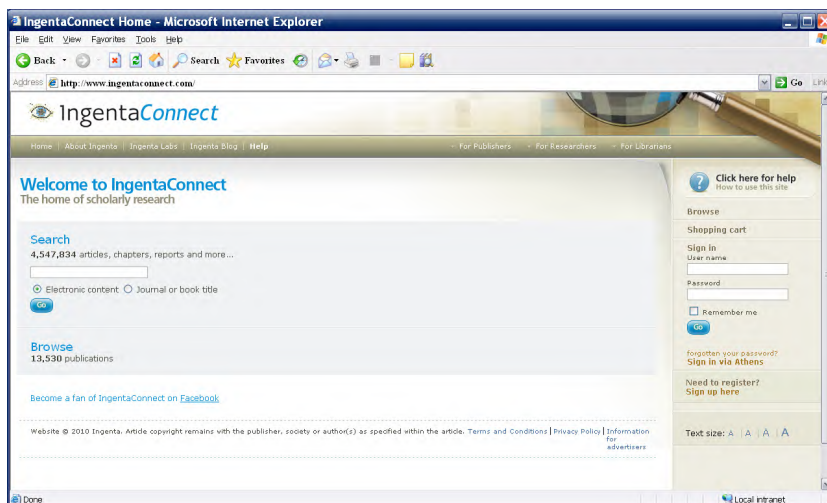 IngentaConnect Home - Microsoft Internet Explorer
File Edit View Favorites Tools Help
Back Search Favorites
Address http://www.ingentaconnect.com/ Go Link
IngentaConnect
Home | About Ingenta | Ingenta Labs | Ingenta Blog | Help For Publishers For Researchers For Librarians
Welcome to IngentaConnect
The home of scholarly research
Search
4,547,834 articles, chapters, reports and more...
Electronic content Journal or book title
Go
Browse
13,530 publications
Become a fan of IngentaConnect on Facebook
Website © 2010 Ingenta. Article copyright remains with the publisher, society or author(s) as specified within the article. Terms and Conditions | Privacy Policy | Information
for
advertisers
Click here for help
How to use this site
Browse
Shopping cart
Sign in
User name
Password
Remember me
Go
forgotten your password?
Sign in via Athens
Need to register?
Sign up here
Text size: A | A | A | A
Done Local intranet